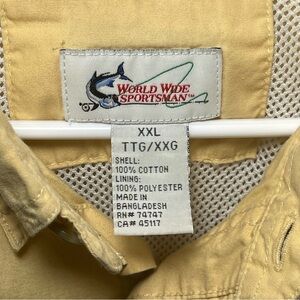 WORLD WIDE
SPORTSMAN
XXL
TTG/XXG
SHELL:
100% COTTON
LINING:
100% POLYESTER
MADE IN
BANGLADESH
RN# 74747
CA# 45117